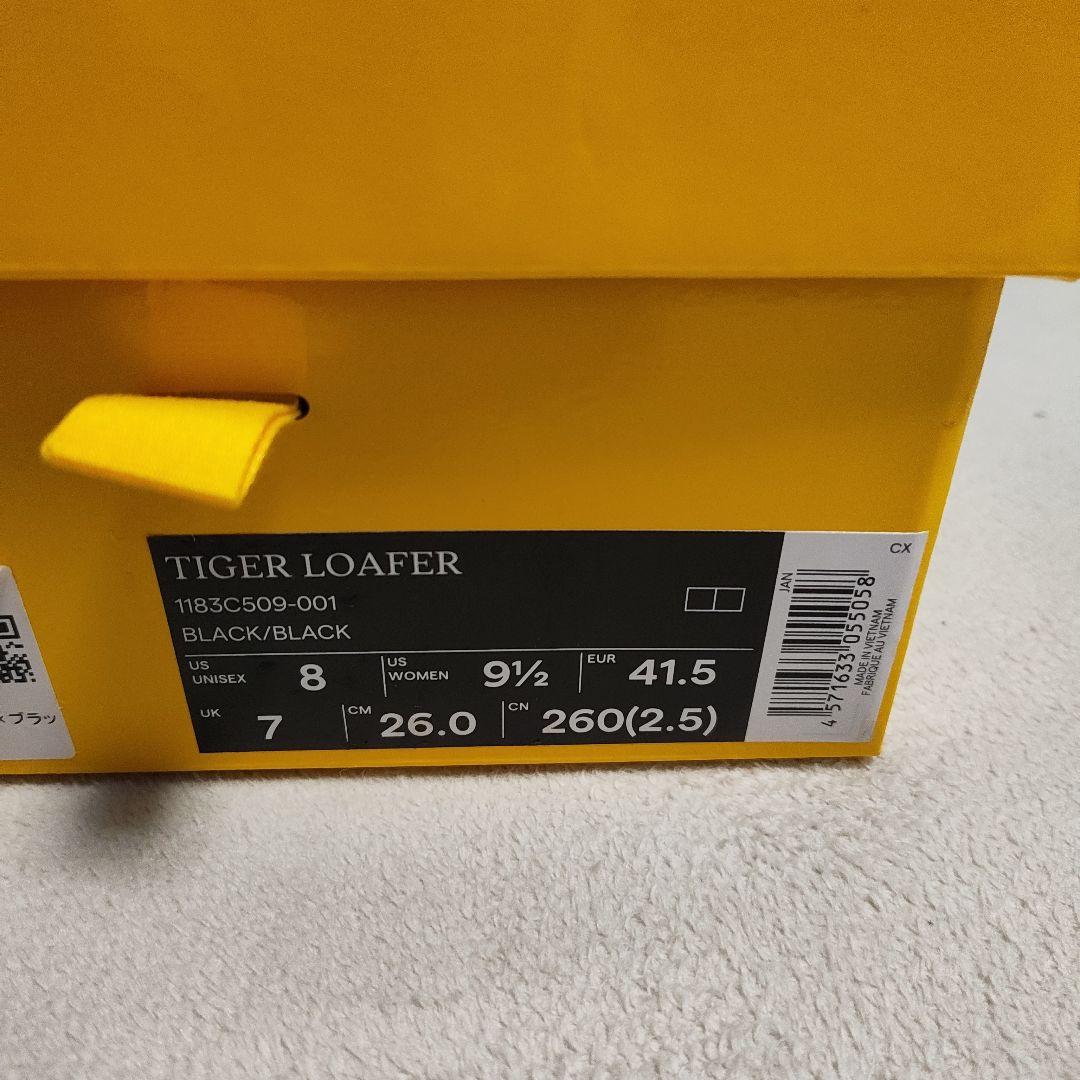 TIGER LOAFER
1183C509-001
BLACK/BLACK
US UNISEX 8
US WOMEN 9½
EUR 41.5
UK 7
CM 26.0
CN 260(2.5)
CX
JAN
4571633055058
MADE IN VIETNAM
FABRIQUE AU VIETNAM
ブラッ